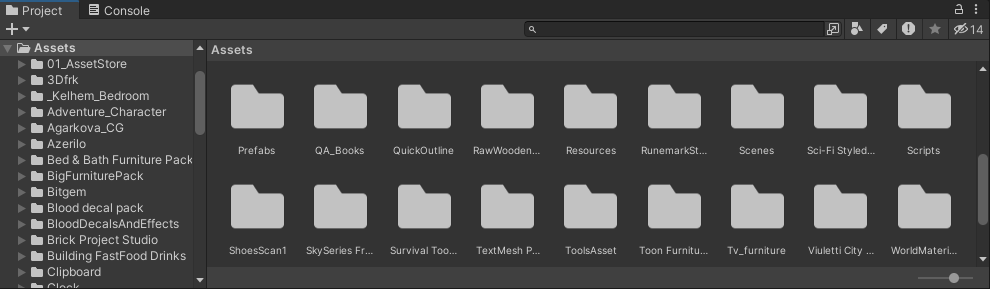 Project Console
14
Assets
01_AssetStore
3Dfrk
_Kelhem_Bedroom
Adventure_Character
Agarkova_CG
Azerilo
Bed & Bath Furniture Pack
BigFurniturePack
Bitgem
Blood decal pack
BloodDecalsAndEffects
Brick Project Studio
Building FastFood Drinks
Clipboard
Clock
Assets
Prefabs QA_Books QuickOutline RawWooden... Resources RunemarkSt... Scenes Sci-Fi Styled... Scripts
ShoesScan1 SkySeries Fr... Survival Too... TextMesh P... ToolsAsset Toon Furnitu... Tv_furniture Viuletti City ... WorldMateri...